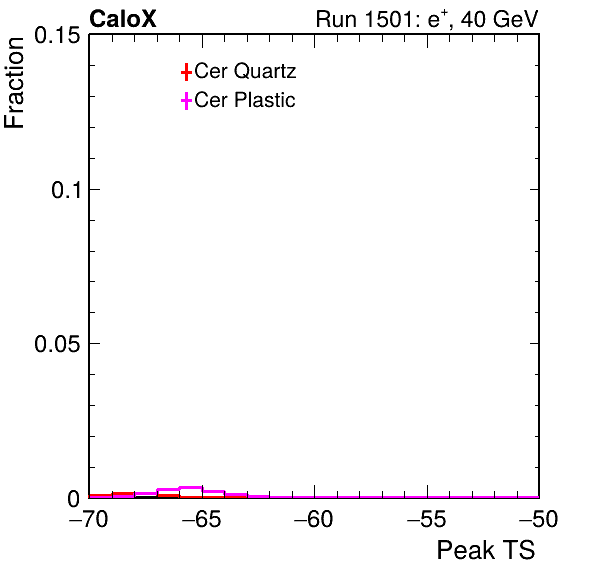 CaloX Run 1501: e⁺, 40 GeV
Fraction
0.15
0.1
0.05
0
Cer Quartz
Cer Plastic
−70 −65 −60 −55 −50
Peak TS